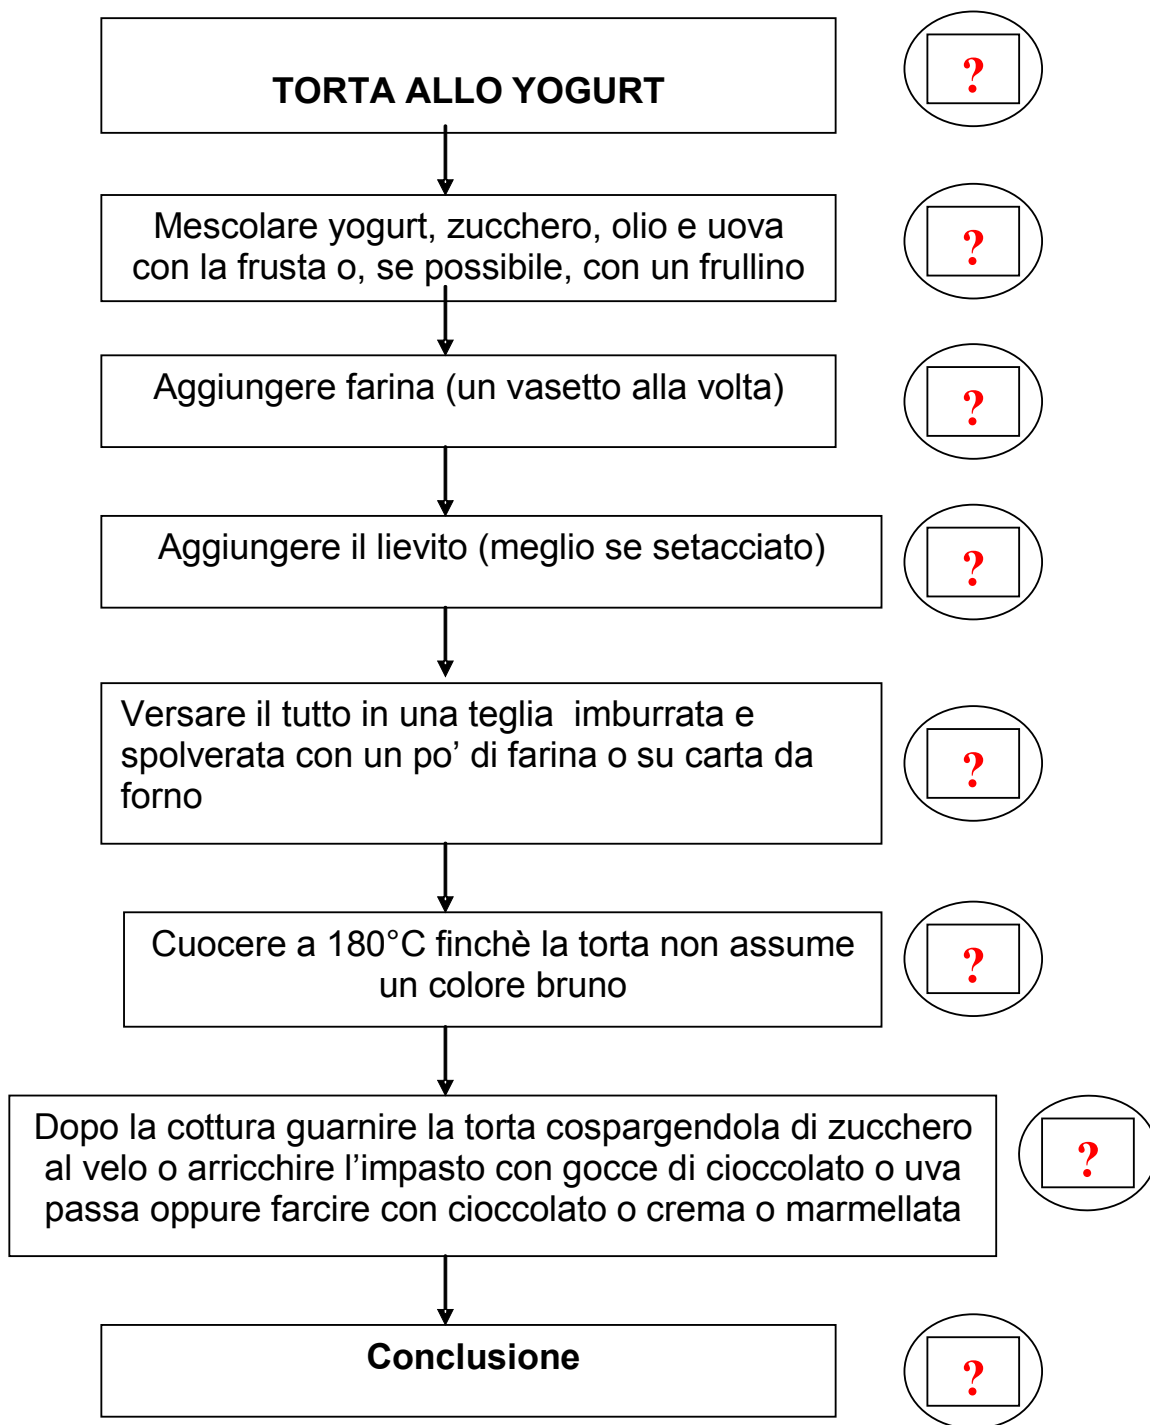 TORTA ALLO YOGURT
?
Mescolare yogurt, zucchero, olio e uova
con la frusta o, se possibile, con un frullino
?
Aggiungere farina (un vasetto alla volta)
?
Aggiungere il lievito (meglio se setacciato)
?
Versare il tutto in una teglia  imburrata e
spolverata con un po’ di farina o su carta da
forno
?
Cuocere a 180°C finchè la torta non assume
un colore bruno
?
Dopo la cottura guarnire la torta cospargendola di zucchero
al velo o arricchire l’impasto con gocce di cioccolato o uva
passa oppure farcire con cioccolato o crema o marmellata
?
Conclusione
?